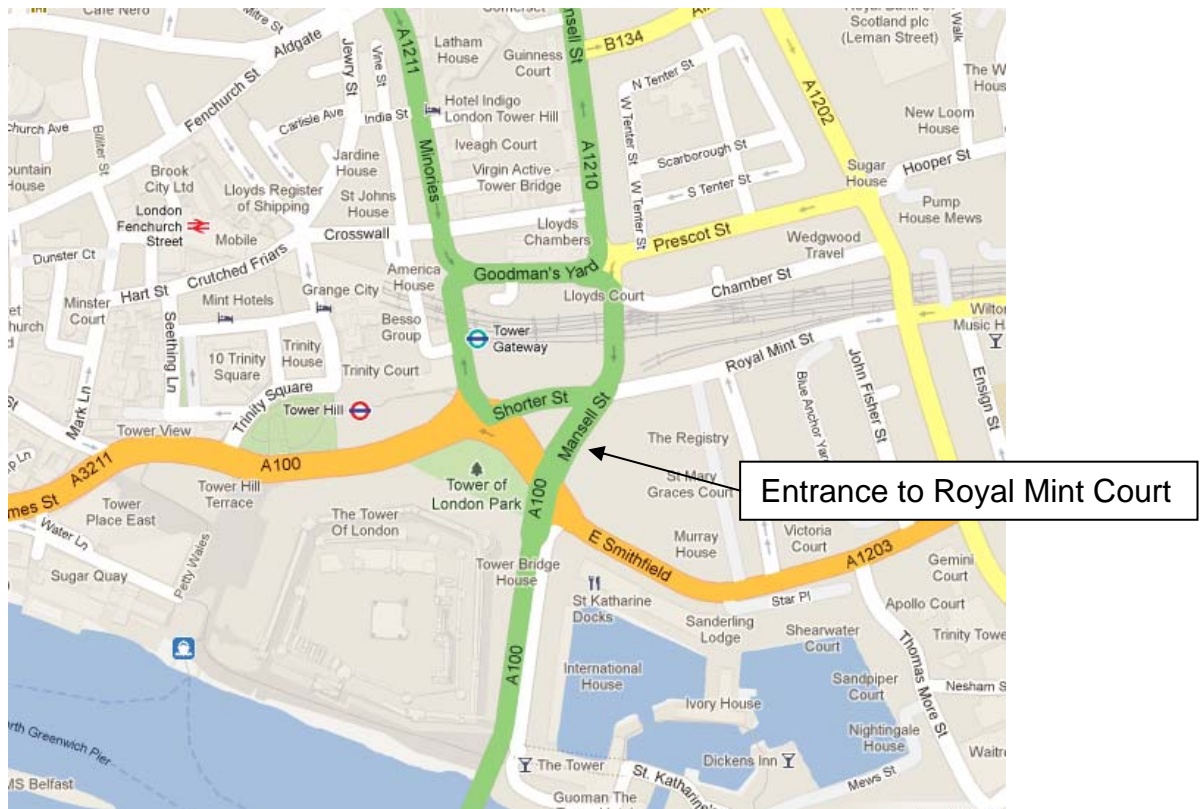 Cafe Nero
Mitre St
Aldgate
Jewry St
Vine St
A1211
Latham
House
Somerset
Guinness
Court
Mansell St
B134
Royal Bank of
Scotland plc
(Leman Street)
Walk
Fenchurch St
Carlisle Ave
India St
Hotel Indigo
London Tower Hill
N Tenter St
W Tenter St
A1202
The W
Hous
New Loom
House
church Ave
Billiter St
Minories
Iveagh Court
A1210
Scarborough St
Sugar
House
Hooper St
ountain
House
Brook
City Ltd
Lloyds Register
of Shipping
Jardine
House
St Johns
House
Virgin Active -
Tower Bridge
S Tenter St
W Tenter St
Pump
House Mews
London
Fenchurch
Street
Mobile
Crosswall
Lloyds
Chambers
Prescot St
Wedgwood
Travel
Dunster Ct
Crutched Friars
Hart St
America
House
Goodman's Yard
Lloyds Court
Chamber St
Minster
Court
Mint Hotels
Grange City
et
hurch
Seething Ln
Besso
Group
Tower
Gateway
Royal Mint St
Wilto
Music H
10 Trinity
Square
Trinity
House
Trinity Court
John Fisher St
Blue Anchor Yard
Ensign St
St
Mark Ln
Trinity Square
Tower Hill
Shorter St
Mansell St
Tower View
The Registry
A3211
A100
Tower Hill
Terrace
Tower of
London Park
A100
St Mary
Graces Court
Entrance to Royal Mint Court
p Ln
mes St
Tower
Place East
The Tower
Of London
Water Ln
Petty Wales
E Smithfield
Murray
House
Victoria
Court
A1203
Gemini
Court
Sugar Quay
Tower Bridge
House
St Katharine
Docks
Star Pl
Apollo Court
Sanderling
Lodge
Shearwater
Court
Trinity Towe
A100
International
House
Ivory House
Sandpiper
Court
Thomas More St
Nesham S
Nightingale
House
Waitr
orth Greenwich Pier
Dickens Inn
Mews St
MS Belfast
The Tower
St. Katharine's
Guoman The